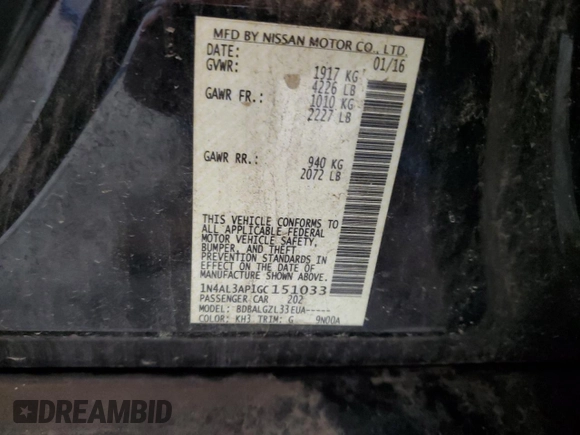 MFD BY NISSAN MOTOR CO., LTD.
DATE: 01/16
GVWR: 1917 KG
4226 LB
GAWR FR.: 1010 KG
2227 LB
GAWR RR.: 940 KG
2072 LB
THIS VEHICLE CONFORMS TO
ALL APPLICABLE FEDERAL
MOTOR VEHICLE SAFETY,
BUMPER, AND THEFT
PREVENTION STANDARDS IN
EFFECT ON THE DATE OF
MANUFACTURE SHOWN ABOVE.
1N4AL3AP1GC151033
PASSENGER CAR 202
MODEL: BDBALGZL33EUA-----
COLOR: KH3 TRIM: G 9N00A
DREAMBID